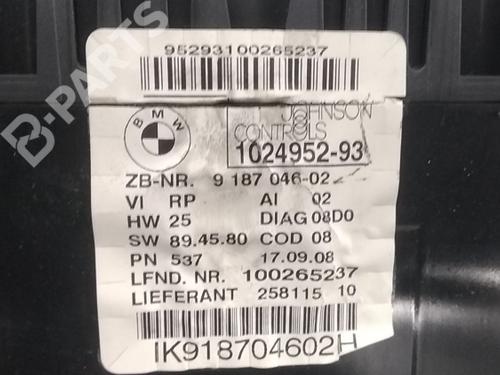 95293100265237
B-PARTS
BMW
JOHNSON
CONTROLS
1024952-93
ZB-NR. 9 187 046-02
VI RP AI 02
HW 25 DIAG 08D0
SW 89.45.80 COD 08
PN 537 17.09.08
LFND. NR. 100265237
LIEFERANT 258115 10
IK918704602H